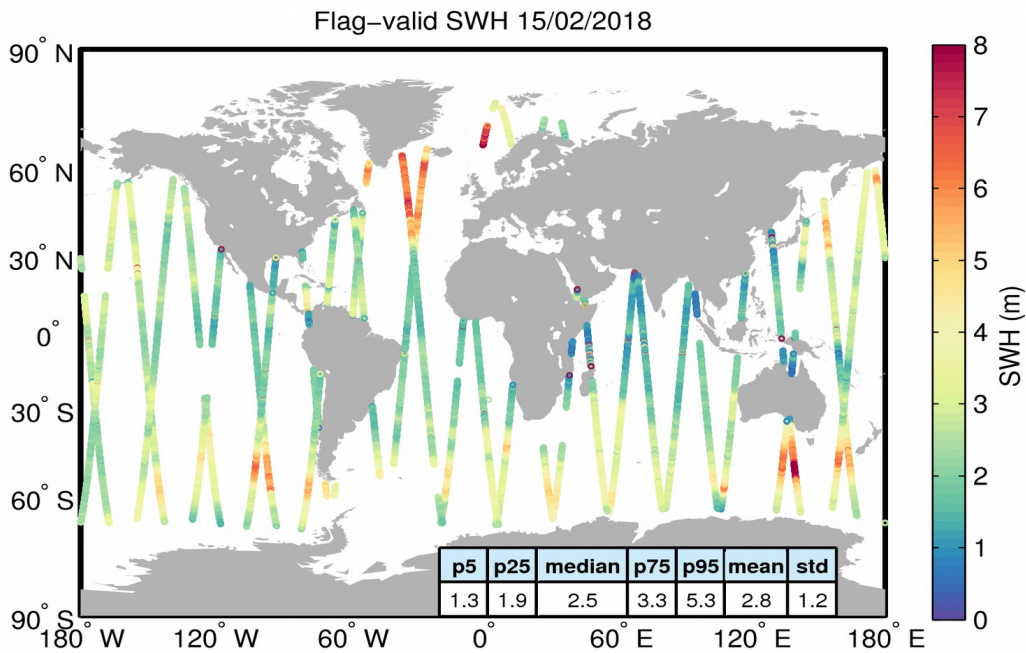 Flag−valid SWH 15/02/2018
90° N
60° N
30° N
0°
30° S
60° S
90° S
180° W
120° W
60° W
0°
60° E
120° E
180° E
8
7
6
5
4
3
2
1
0
SWH (m)
p5 p25 median p75 p95 mean std
1.3 1.9 2.5 3.3 5.3 2.8 1.2